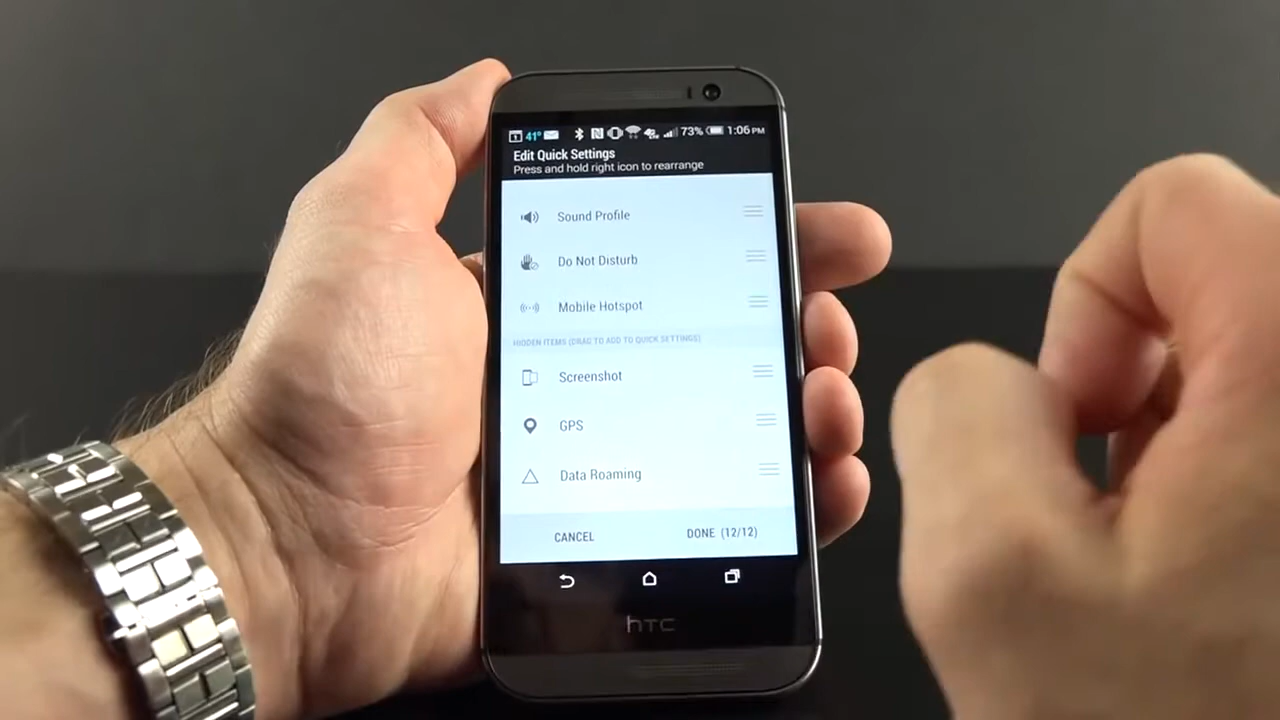 41° 73% 1:06 PM
Edit Quick Settings
Press and hold right icon to rearrange
Sound Profile
Do Not Disturb
Mobile Hotspot
HIDDEN ITEMS (DRAG TO ADD TO QUICK SETTINGS)
Screenshot
GPS
Data Roaming
CANCEL DONE (12/12)
hTC